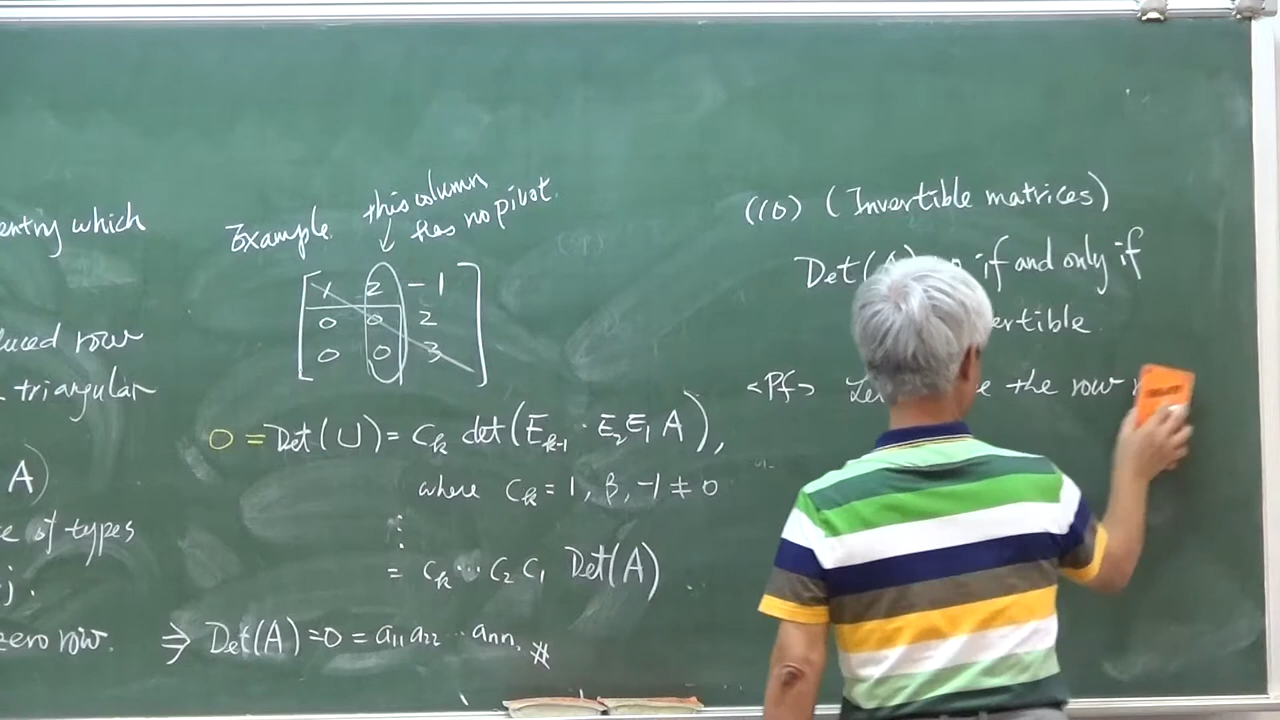 entry which
uced row
triangular
A)
e of types
j.
zero row.
Example.
this column
has no pivot.
1 2 -1
0 0 2
0 0 3
0 = Det(U) = Ck det(Ek-1 ·· E2 E1 A),
where Ck = 1, β, -1 ≠ 0
⋮
= Ck ··· C2 C1 Det(A)
⇒ Det(A) = 0 = a11 a22 ·· ann. #
(10) (Invertible matrices)
Det( if and only if
ertible.
<Pf> the row